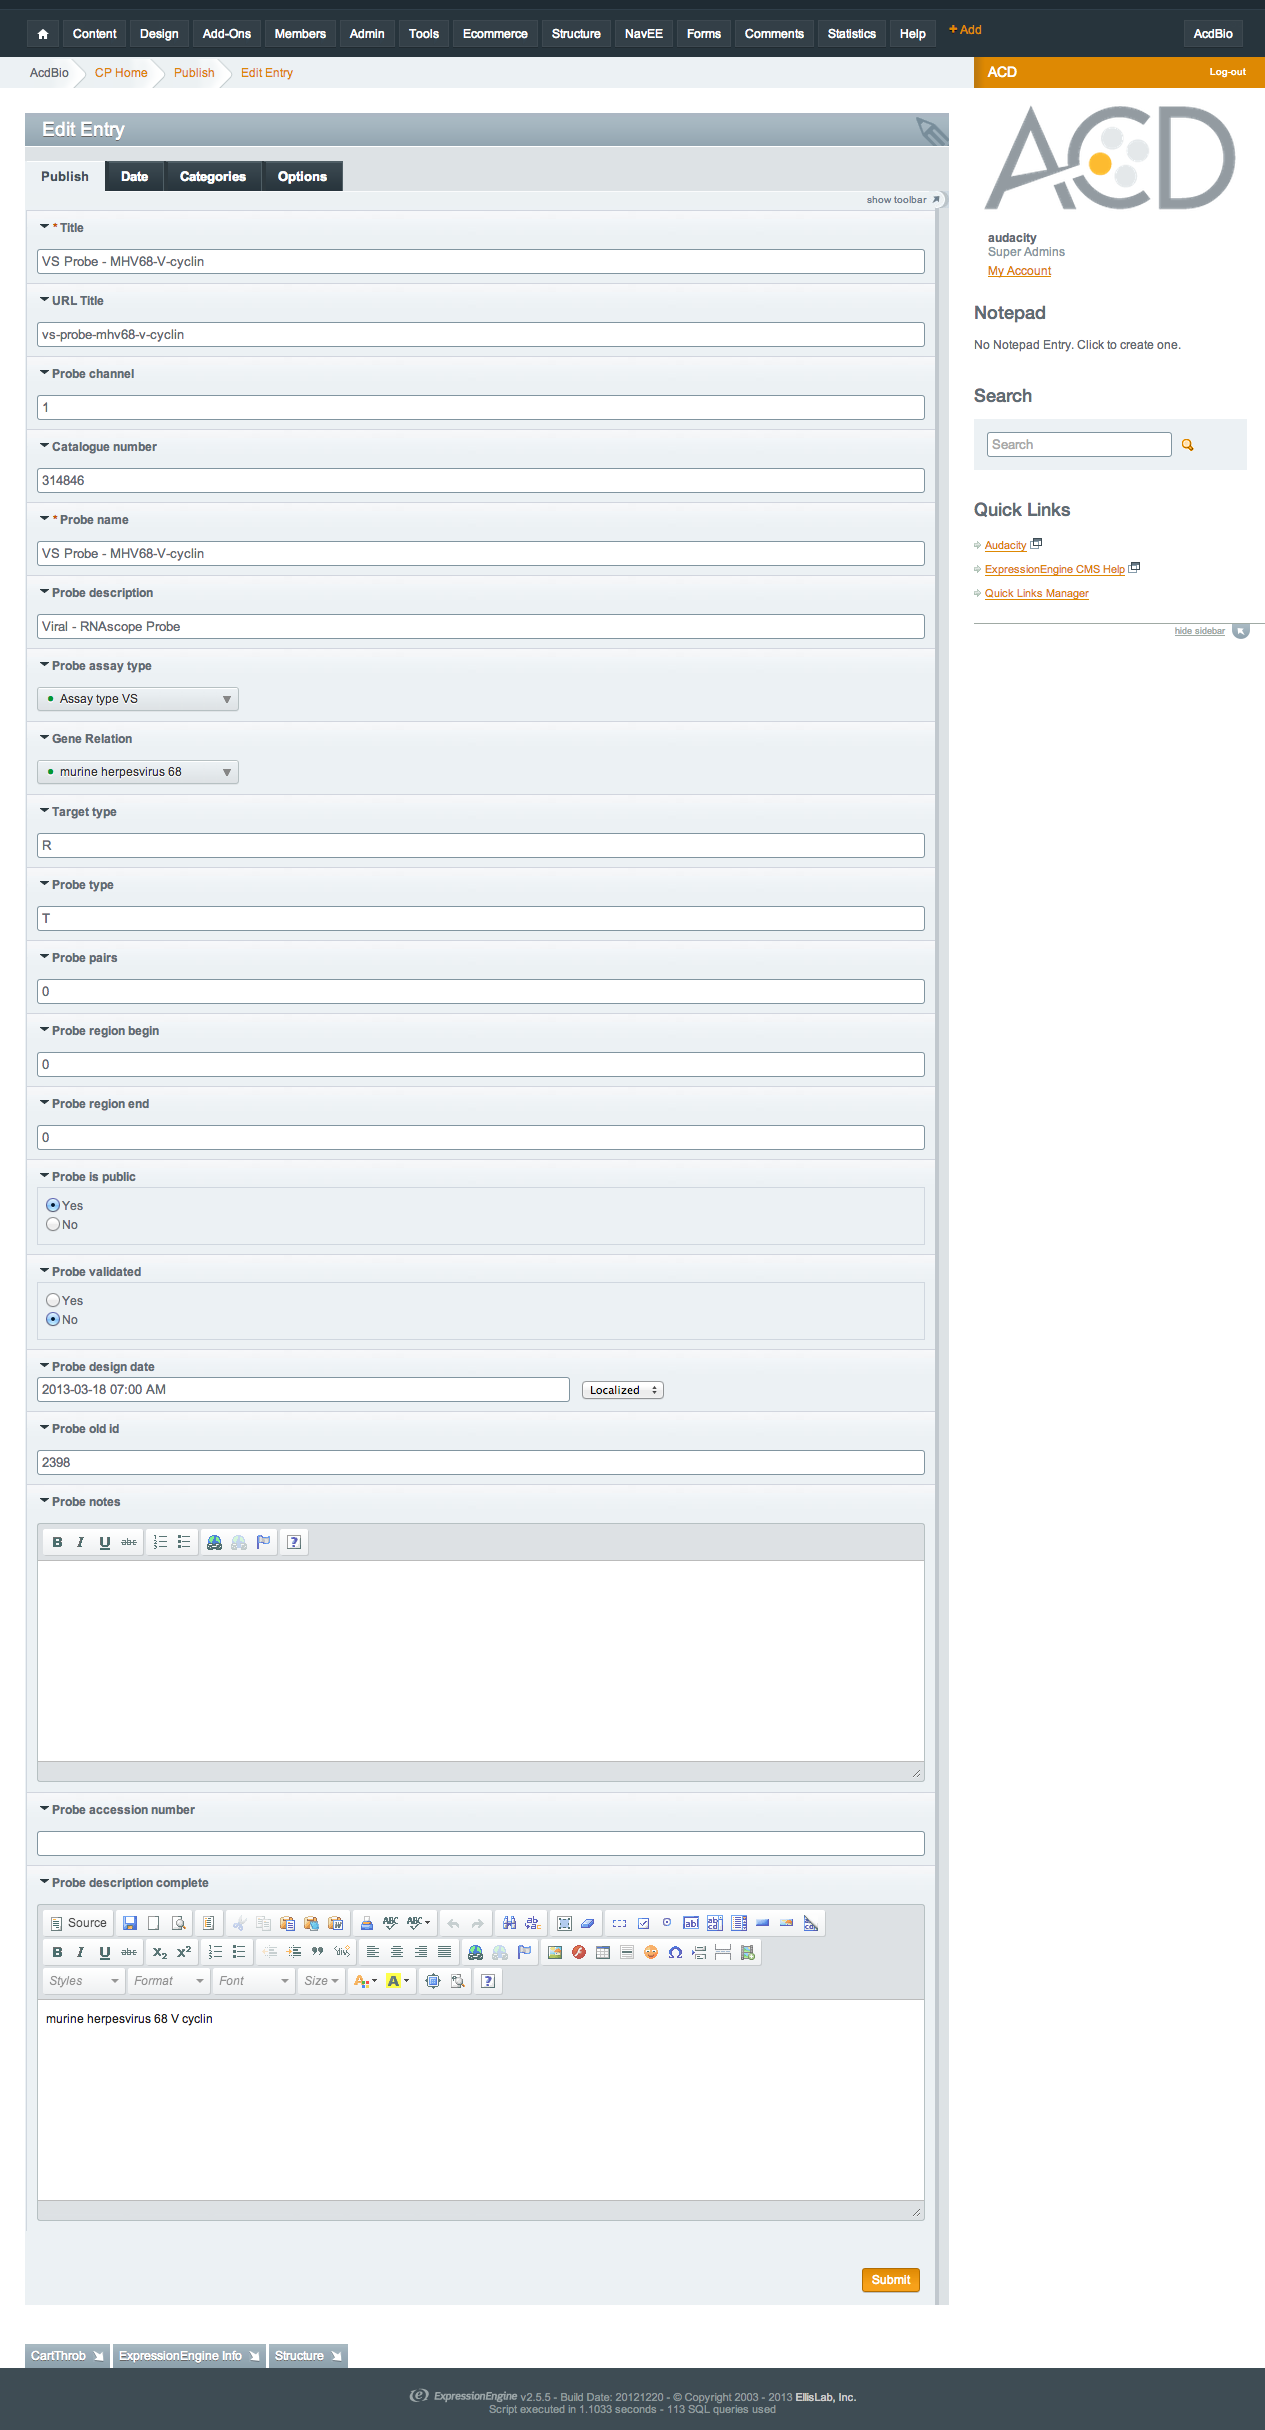 Content Design Add-Ons Members Admin Tools Ecommerce Structure NavEE Forms Comments Statistics Help + Add AcdBio
AcdBio CP Home Publish Edit Entry
ACD Log-out
Edit Entry
Publish Date Categories Options
show toolbar
* Title
VS Probe - MHV68-V-cyclin
URL Title
vs-probe-mhv68-v-cyclin
Probe channel
1
Catalogue number
314846
* Probe name
VS Probe - MHV68-V-cyclin
Probe description
Viral - RNAscope Probe
Probe assay type
Assay type VS
Gene Relation
murine herpesvirus 68
Target type
R
Probe type
T
Probe pairs
0
Probe region begin
0
Probe region end
0
Probe is public
Yes
No
Probe validated
Yes
No
Probe design date
2013-03-18 07:00 AM Localized
Probe old id
2398
Probe notes
B I U abc
Probe accession number
Probe description complete
Source
B I U abc
Styles Format Font Size
murine herpesvirus 68 V cyclin
Submit
ACD
audacity
Super Admins
My Account
Notepad
No Notepad Entry. Click to create one.
Search
Search
Quick Links
Audacity
ExpressionEngine CMS Help
Quick Links Manager
hide sidebar
CartThrob ExpressionEngine Info Structure
ExpressionEngine v2.5.5 - Build Date: 20121220 - © Copyright 2003 - 2013 EllisLab, Inc.
Script executed in 1.1033 seconds - 113 SQL queries used